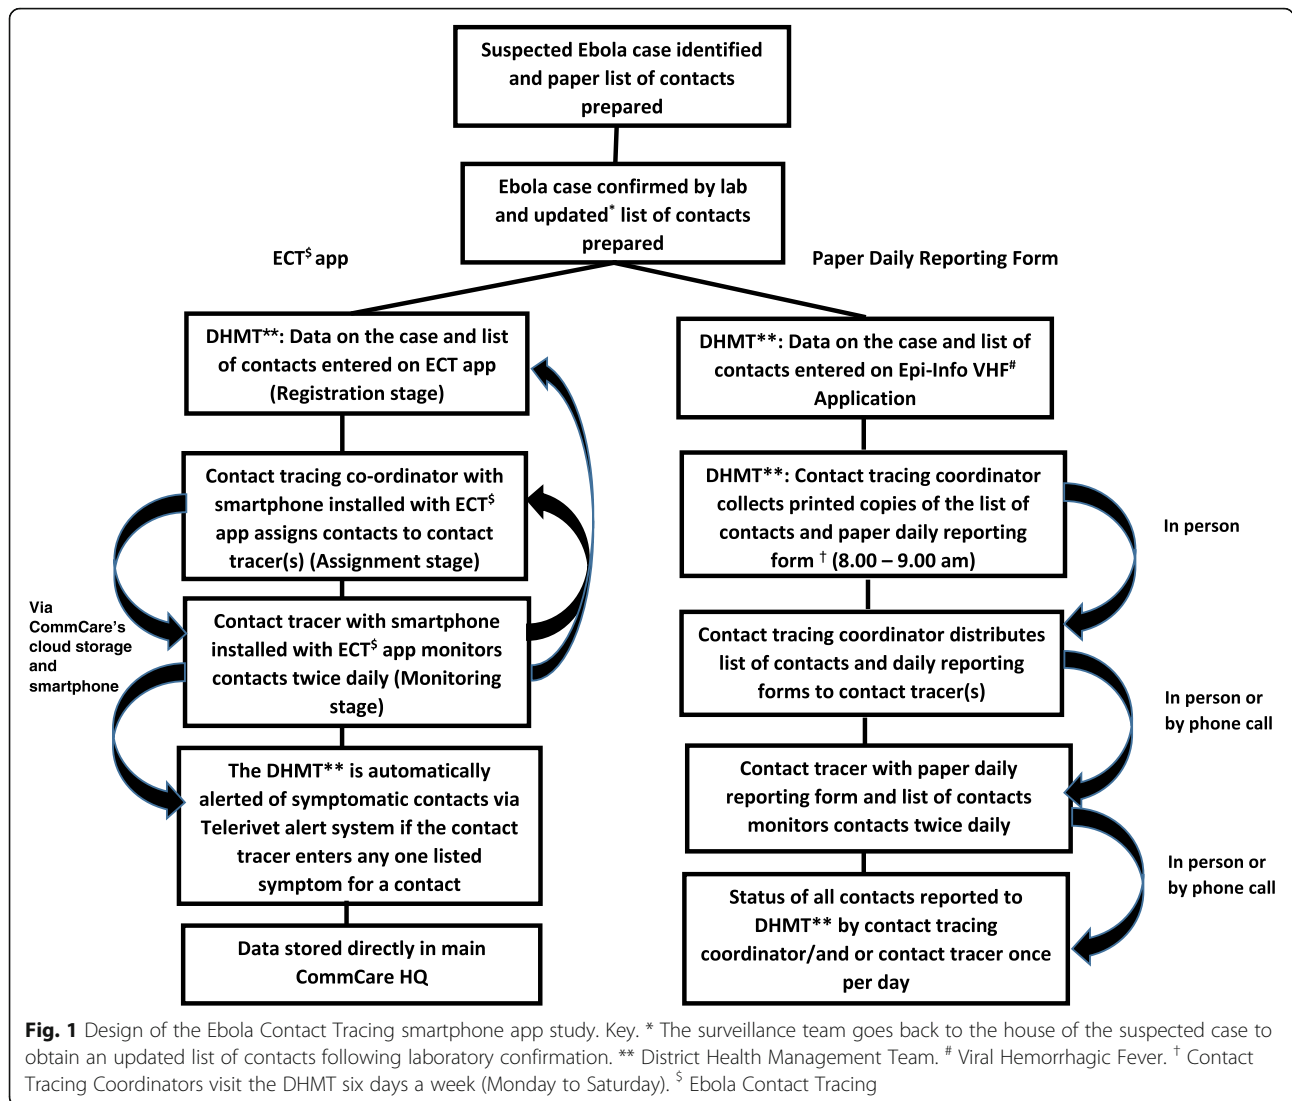 Suspected Ebola case identified
and paper list of contacts
prepared
Ebola case confirmed by lab
and updated* list of contacts
prepared
ECT$ app
Paper Daily Reporting Form
DHMT**: Data on the case and list
of contacts entered on ECT app
(Registration stage)
Contact tracing co-ordinator with
smartphone installed with ECT$
app assigns contacts to contact
tracer(s) (Assignment stage)
Via
CommCare's
cloud storage
and
smartphone
Contact tracer with smartphone
installed with ECT$ app monitors
contacts twice daily (Monitoring
stage)
The DHMT** is automatically
alerted of symptomatic contacts via
Telerivet alert system if the contact
tracer enters any one listed
symptom for a contact
Data stored directly in main
CommCare HQ
DHMT**: Data on the case and list of
contacts entered on Epi-Info VHF#
Application
DHMT**: Contact tracing coordinator
collects printed copies of the list of
contacts and paper daily reporting
form † (8.00 – 9.00 am)
In person
Contact tracing coordinator distributes
list of contacts and daily reporting
forms to contact tracer(s)
In person or
by phone call
Contact tracer with paper daily
reporting form and list of contacts
monitors contacts twice daily
In person or
by phone call
Status of all contacts reported to
DHMT** by contact tracing
coordinator/and or contact tracer once
per day
Fig. 1 Design of the Ebola Contact Tracing smartphone app study. Key. * The surveillance team goes back to the house of the suspected case to
obtain an updated list of contacts following laboratory confirmation. ** District Health Management Team. # Viral Hemorrhagic Fever. † Contact
Tracing Coordinators visit the DHMT six days a week (Monday to Saturday). $ Ebola Contact Tracing